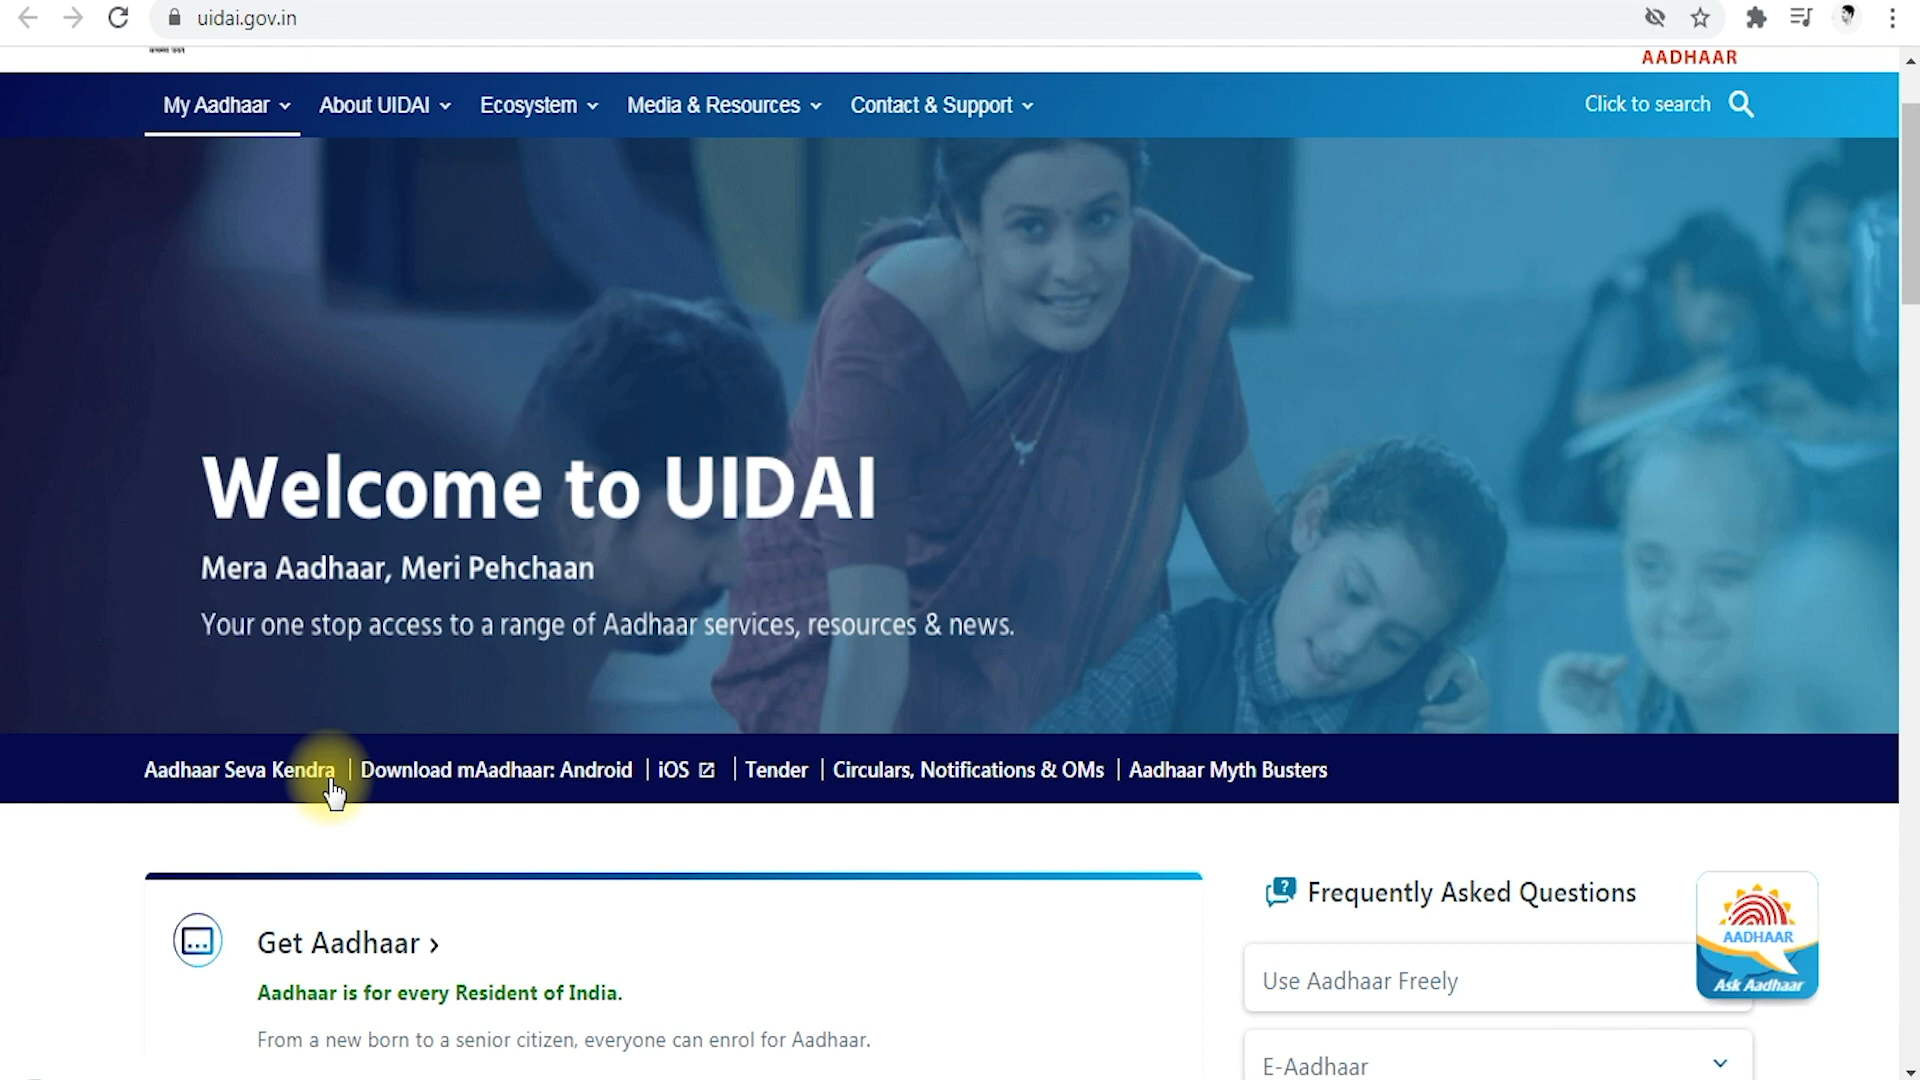 uidai.gov.in
AADHAAR
My Aadhaar About UIDAI Ecosystem Media & Resources Contact & Support Click to search
Welcome to UIDAI
Mera Aadhaar, Meri Pehchaan
Your one stop access to a range of Aadhaar services, resources & news.
Aadhaar Seva Kendra | Download mAadhaar: Android | iOS | Tender | Circulars, Notifications & OMs | Aadhaar Myth Busters
Get Aadhaar ›
Aadhaar is for every Resident of India.
From a new born to a senior citizen, everyone can enrol for Aadhaar.
Frequently Asked Questions
Use Aadhaar Freely
E-Aadhaar
AADHAAR
Ask Aadhaar